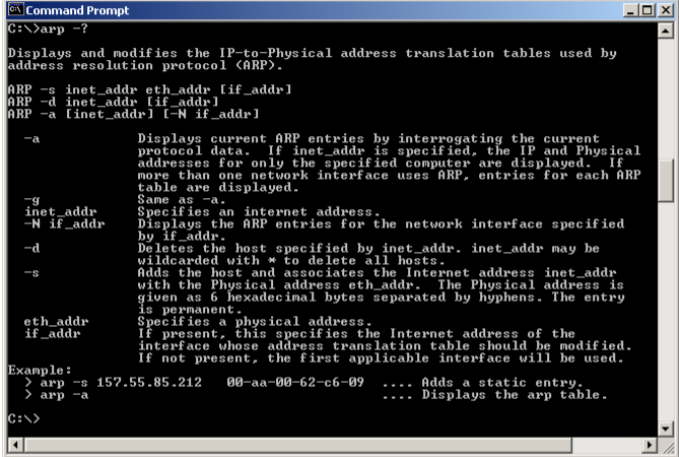 Command Prompt
C:\>arp -?
Displays and modifies the IP-to-Physical address translation tables used by
address resolution protocol (ARP).
ARP -s inet_addr eth_addr [if_addr]
ARP -d inet_addr [if_addr]
ARP -a [inet_addr] [-N if_addr]
-a Displays current ARP entries by interrogating the current
protocol data. If inet_addr is specified, the IP and Physical
addresses for only the specified computer are displayed. If
more than one network interface uses ARP, entries for each ARP
table are displayed.
-g Same as -a.
inet_addr Specifies an internet address.
-N if_addr Displays the ARP entries for the network interface specified
by if_addr.
-d Deletes the host specified by inet_addr. inet_addr may be
wildcarded with * to delete all hosts.
-s Adds the host and associates the Internet address inet_addr
with the Physical address eth_addr. The Physical address is
given as 6 hexadecimal bytes separated by hyphens. The entry
is permanent.
eth_addr Specifies a physical address.
if_addr If present, this specifies the Internet address of the
interface whose address translation table should be modified.
If not present, the first applicable interface will be used.
Example:
> arp -s 157.55.85.212 00-aa-00-62-c6-09 .... Adds a static entry.
> arp -a .... Displays the arp table.
C:\>